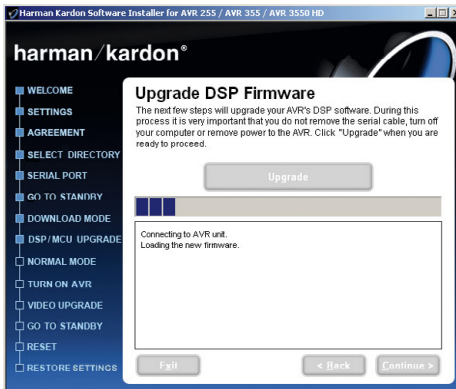 Harman Kardon Software Installer for AVR 255 / AVR 355 / AVR 3550 HD
harman/kardon®
WELCOME
SETTINGS
AGREEMENT
SELECT DIRECTORY
SERIAL PORT
GO TO STANDBY
DOWNLOAD MODE
DSP/MCU UPGRADE
NORMAL MODE
TURN ON AVR
VIDEO UPGRADE
GO TO STANDBY
RESET
RESTORE SETTINGS
Upgrade DSP Firmware
The next few steps will upgrade your AVR's DSP software. During this
process it is very important that you do not remove the serial cable, turn off
your computer or remove power to the AVR. Click "Upgrade" when you are
ready to proceed.
Upgrade
Connecting to AVR unit.
Loading the new firmware.
Exit
< Back
Continue >